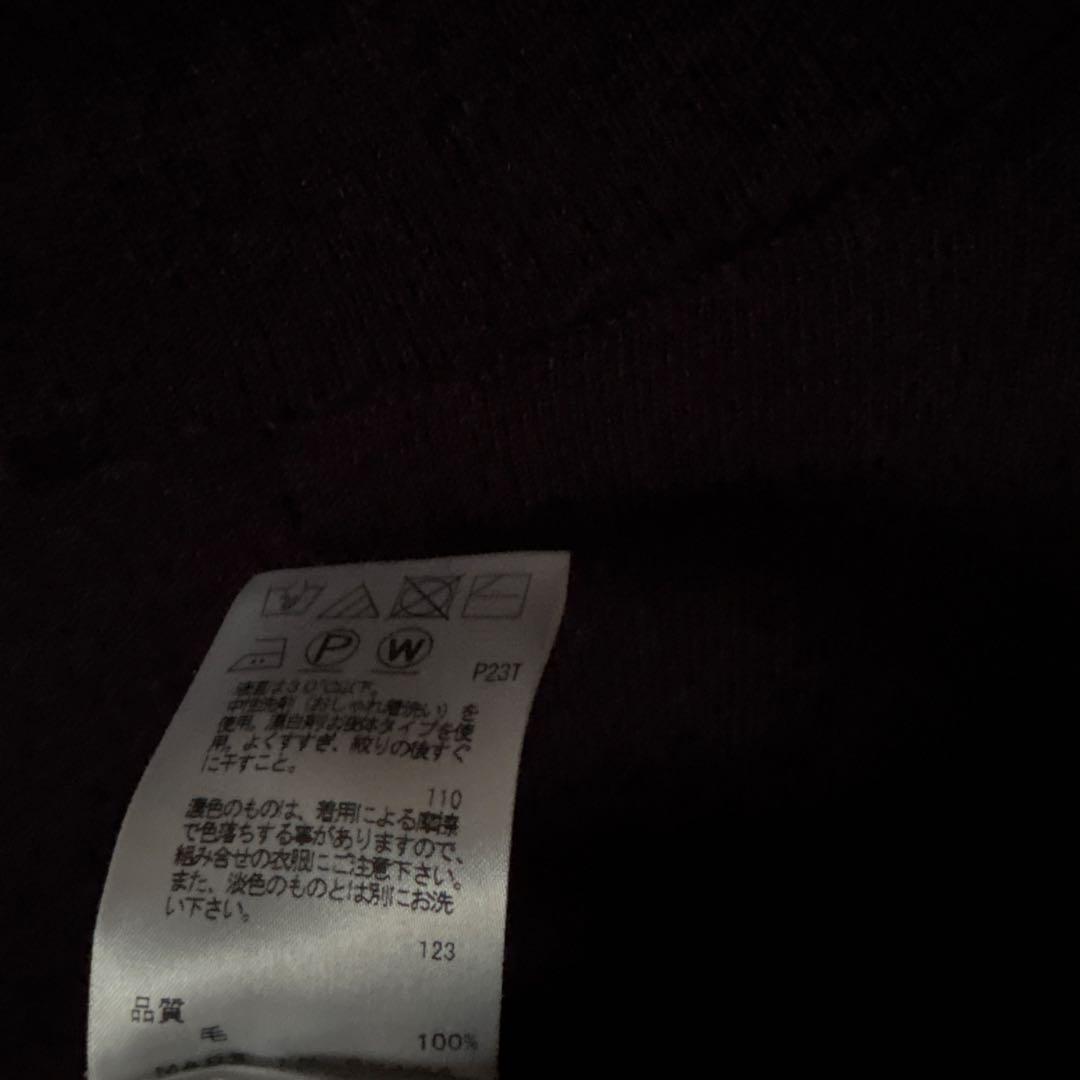 P
W
P23T
液温は30℃以下。
中性洗剤（おしゃれ着洗い）を
使用。漂白剤は液体タイプを使
用。よくすすぎ、絞りの後すぐ
に干すこと。
110
濃色のものは、着用による摩擦
で色落ちする事がありますので、
組み合せの衣服にご注意下さい。
また、淡色のものとは別にお洗
い下さい。
123
品質
毛 100%